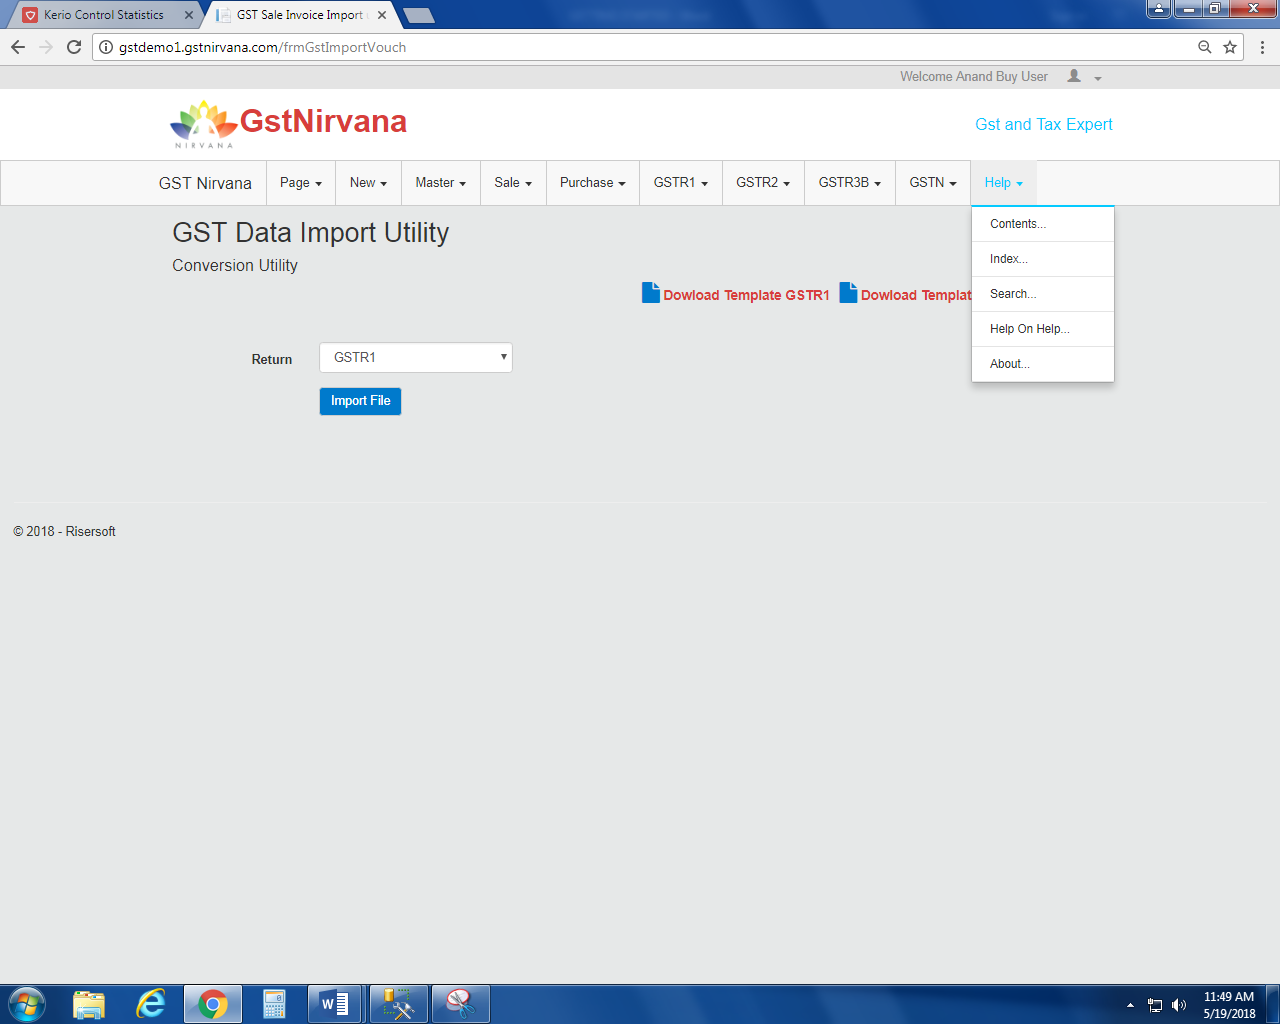 Kerio Control Statistics
GST Sale Invoice Import
gstdemo1.gstnirvana.com/frmGstImportVouch
Welcome Anand Buy User
NIRVANA
GstNirvana
Gst and Tax Expert
GST Nirvana
Page
New
Master
Sale
Purchase
GSTR1
GSTR2
GSTR3B
GSTN
Help
Contents...
Index...
Search...
Help On Help...
About...
GST Data Import Utility
Conversion Utility
Dowload Template GSTR1
Dowload Templat
Return
GSTR1
Import File
© 2018 - Risersoft
11:49 AM
5/19/2018